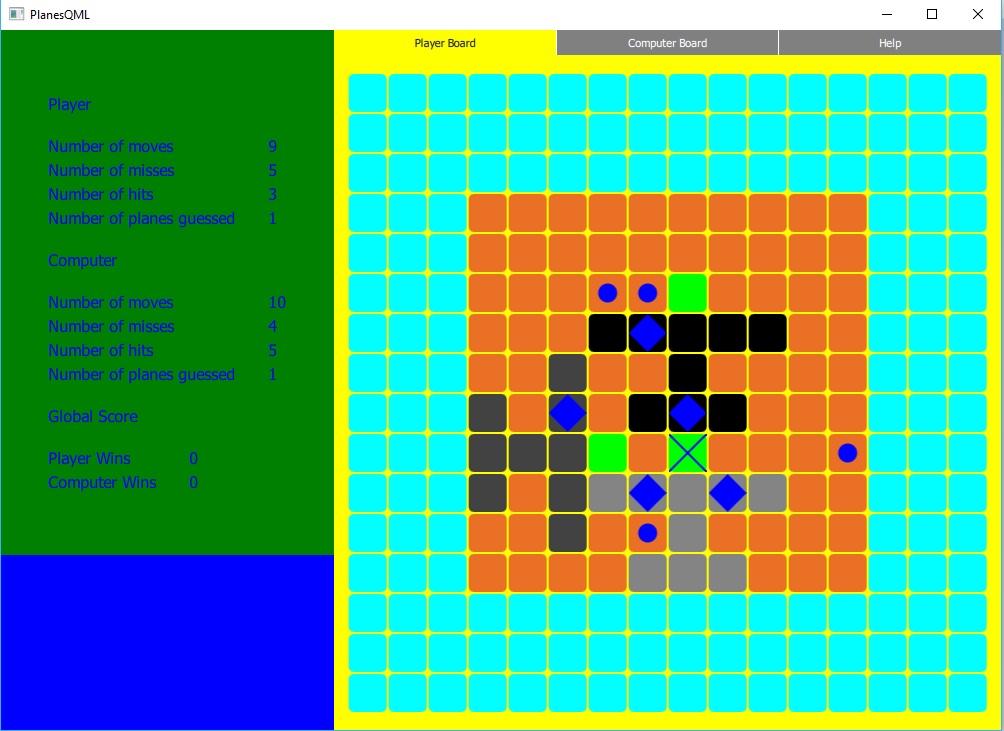 PlanesQML
Player Board
Computer Board
Help
Player
Number of moves 9
Number of misses 5
Number of hits 3
Number of planes guessed 1
Computer
Number of moves 10
Number of misses 4
Number of hits 5
Number of planes guessed 1
Global Score
Player Wins 0
Computer Wins 0